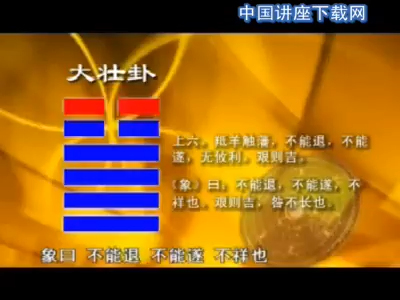 中国讲座下载网
大壮卦
上六。羝羊触藩，不能退，不能
遂，无攸利，艰则吉。
（象）曰：不能退，不能遂，不
祥也。艰则吉，咎不长也。
象曰 不能退 不能遂 不祥也